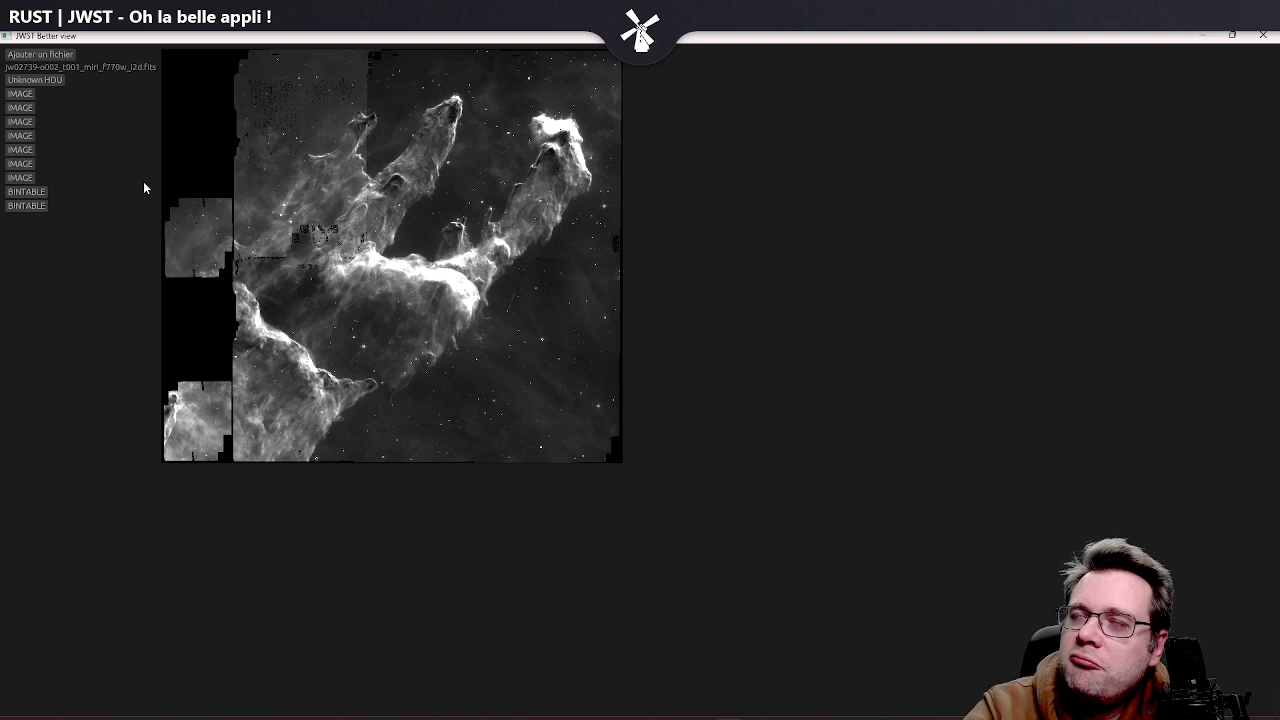 RUST | JWST - Oh la belle appli !
JWST Better view
Ajouter un fichier
jw02739-o002_t001_miri_f770w_i2d.fits
Unknown HDU
IMAGE
IMAGE
IMAGE
IMAGE
IMAGE
IMAGE
IMAGE
BINTABLE
BINTABLE